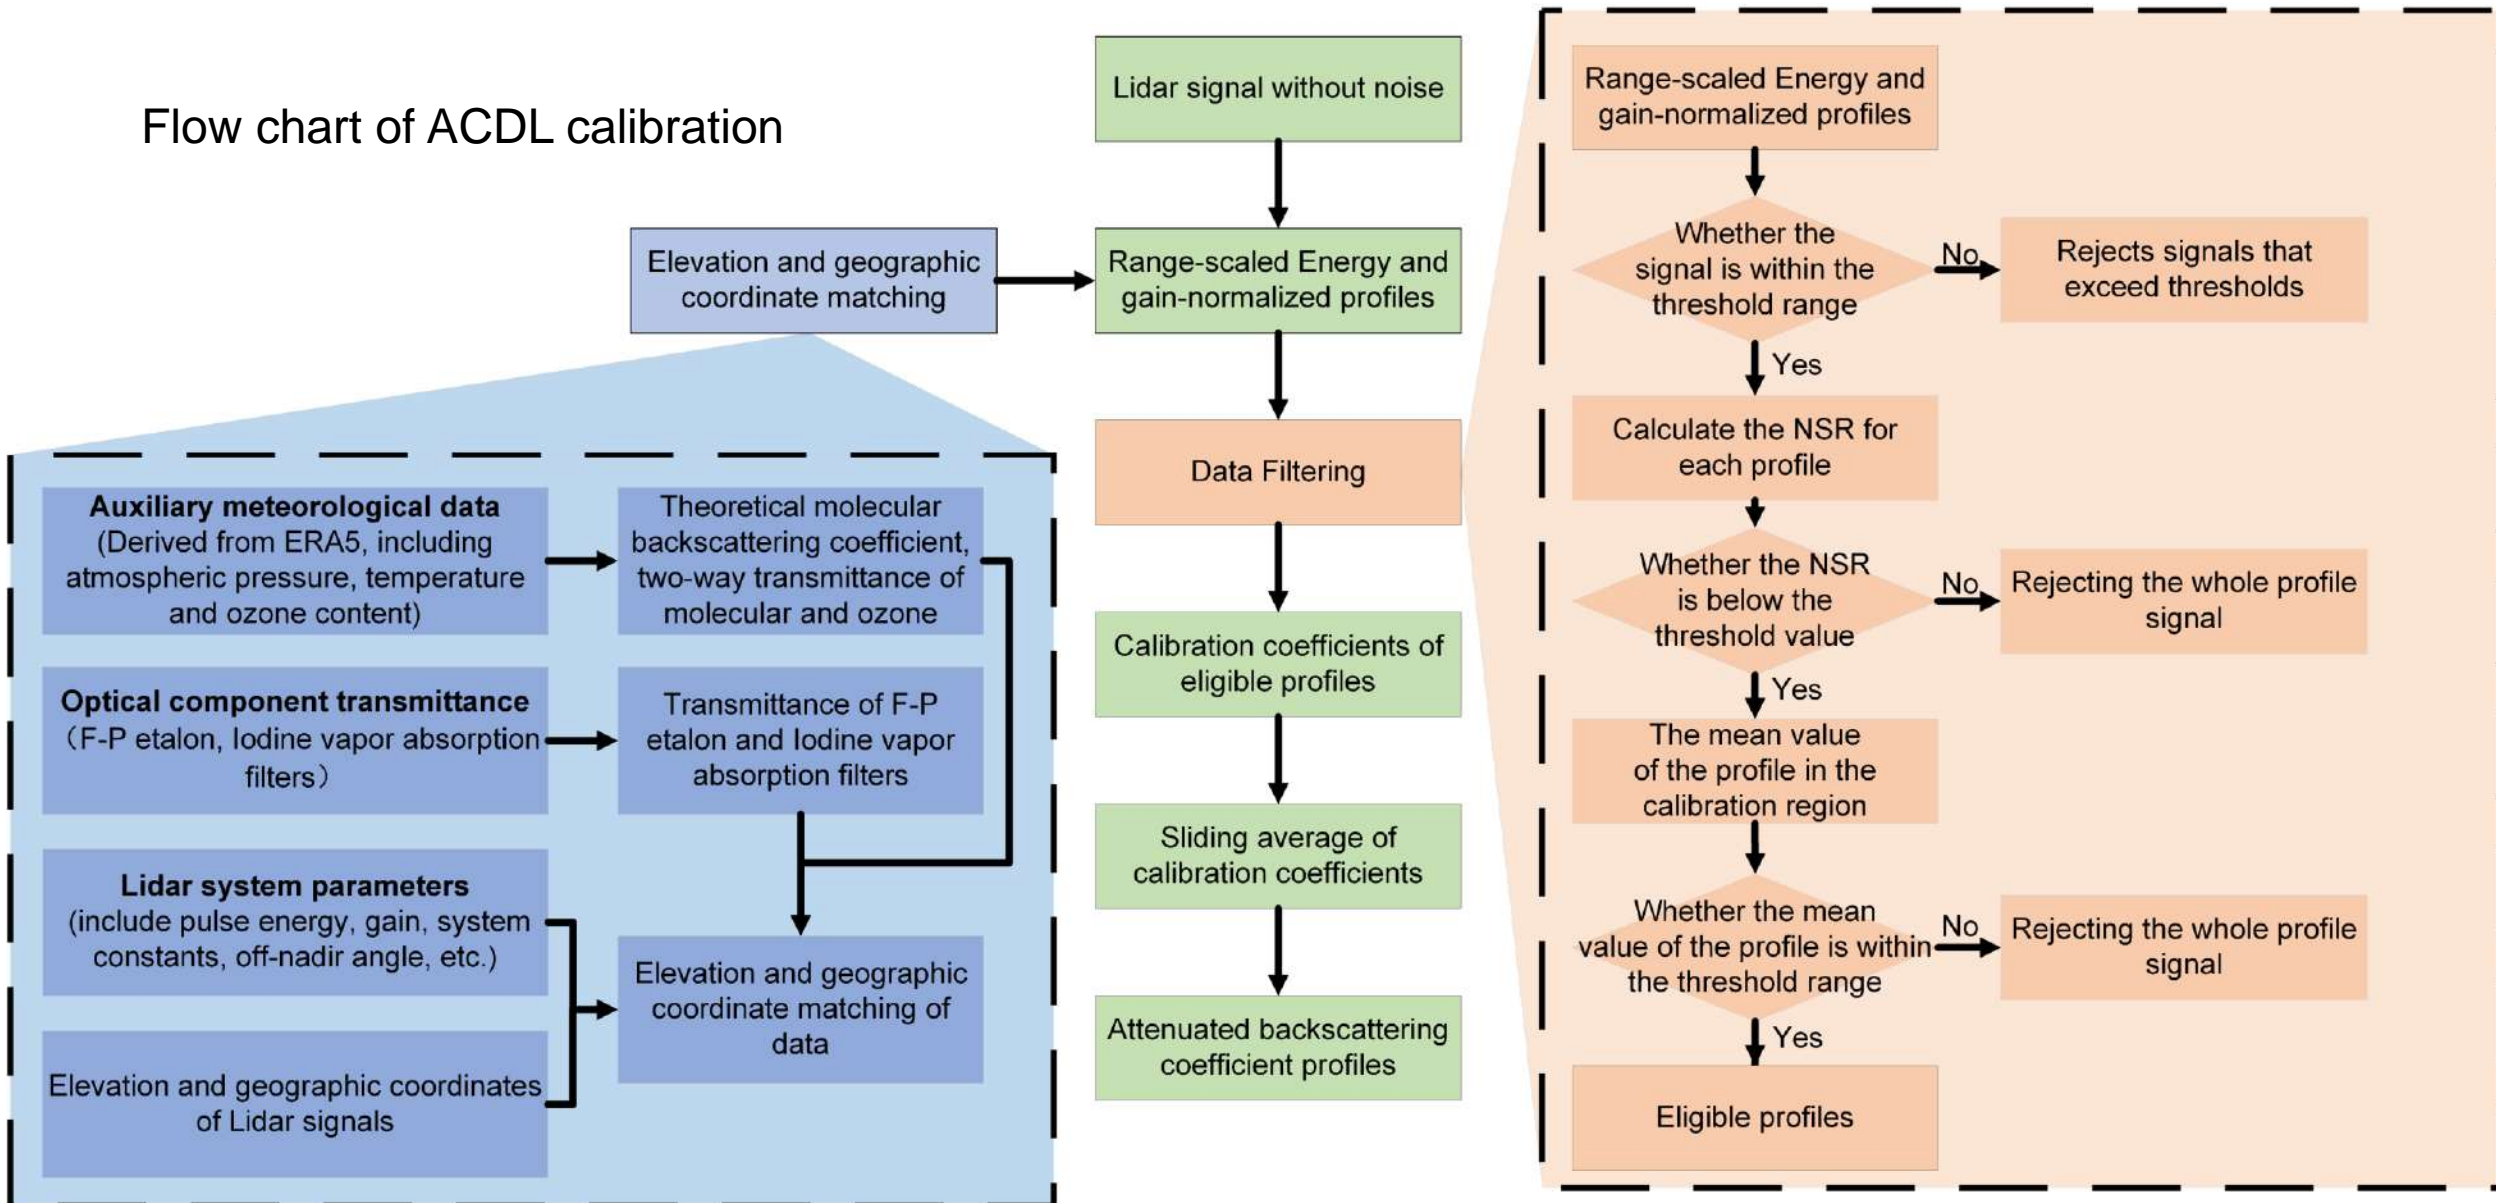 Flow chart of ACDL calibration
Lidar signal without noise
Elevation and geographic
coordinate matching
Range-scaled Energy and
gain-normalized profiles
Data Filtering
Calibration coefficients of
eligible profiles
Sliding average of
calibration coefficients
Attenuated backscattering
coefficient profiles
Auxiliary meteorological data
(Derived from ERA5, including
atmospheric pressure, temperature
and ozone content)
Theoretical molecular
backscattering coefficient,
two-way transmittance of
molecular and ozone
Optical component transmittance
（F-P etalon, Iodine vapor absorption
filters）
Transmittance of F-P
etalon and Iodine vapor
absorption filters
Lidar system parameters
(include pulse energy, gain, system
constants, off-nadir angle, etc.)
Elevation and geographic coordinates
of Lidar signals
Elevation and geographic
coordinate matching of
data
Range-scaled Energy and
gain-normalized profiles
Whether the
signal is within the
threshold range
No
Rejects signals that
exceed thresholds
Yes
Calculate the NSR for
each profile
Whether the NSR
is below the
threshold value
No
Rejecting the whole profile
signal
Yes
The mean value
of the profile in the
calibration region
Whether the mean
value of the profile is within
the threshold range
No
Rejecting the whole profile
signal
Yes
Eligible profiles